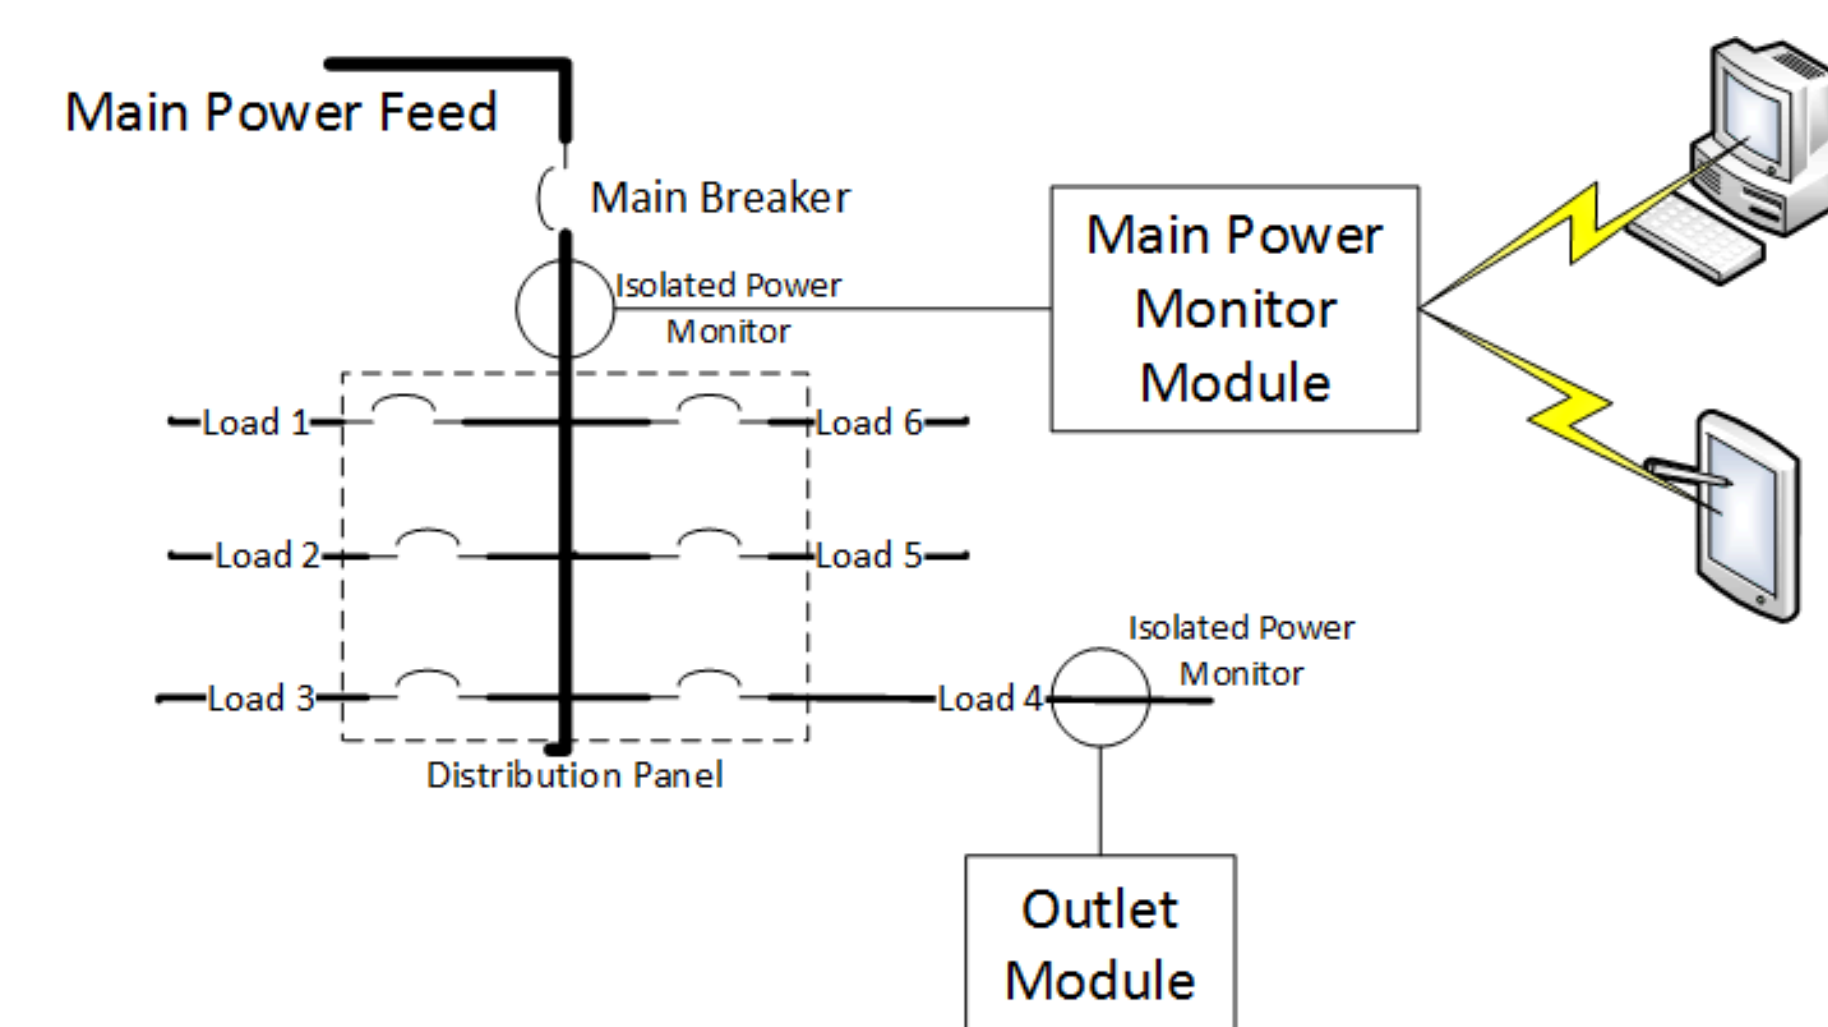 Main Power Feed
Main Breaker
Isolated Power
Monitor
Main Power
Monitor
Module
Load 1
Load 6
Load 2
Load 5
Isolated Power
Monitor
Load 3
Load 4
Distribution Panel
Outlet
Module